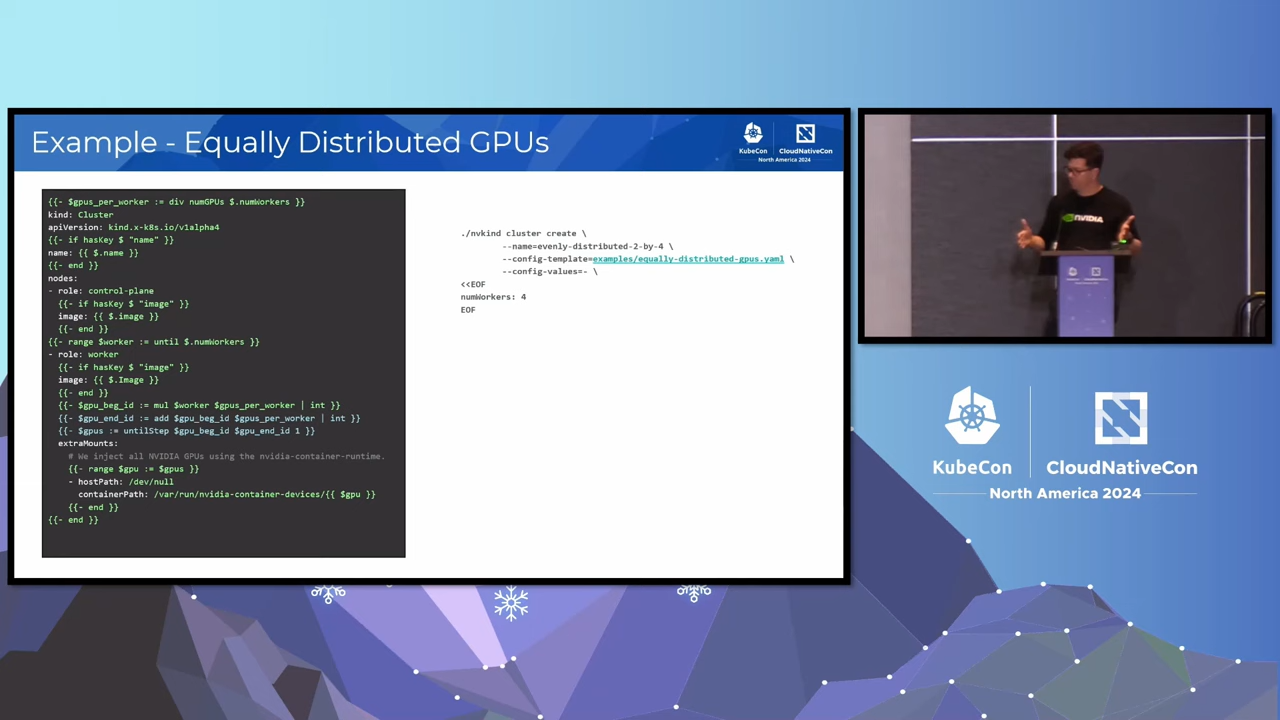 Example - Equally Distributed GPUs
KubeCon
CloudNativeCon
North America 2024
{{- $gpus_per_worker := div numGPUs $.numWorkers }}
kind: Cluster
apiVersion: kind.x-k8s.io/v1alpha4
{{- if hasKey $ "name" }}
name: {{ $.name }}
{{- end }}
nodes:
- role: control-plane
  {{- if hasKey $ "image" }}
  image: {{ $.image }}
  {{- end }}
{{- range $worker := until $.numWorkers }}
- role: worker
  {{- if hasKey $ "image" }}
  image: {{ $.Image }}
  {{- end }}
  {{- $gpu_beg_id := mul $worker $gpus_per_worker | int }}
  {{- $gpu_end_id := add $gpu_beg_id $gpus_per_worker | int }}
  {{- $gpus := untilStep $gpu_beg_id $gpu_end_id 1 }}
  extraMounts:
    # We inject all NVIDIA GPUs using the nvidia-container-runtime.
    {{- range $gpu := $gpus }}
    - hostPath: /dev/null
      containerPath: /var/run/nvidia-container-devices/{{ $gpu }}
    {{- end }}
{{- end }}
./nvkind cluster create \
        --name=evenly-distributed-2-by-4 \
        --config-template=examples/equally-distributed-gpus.yaml \
        --config-values=- \
<<EOF
numWorkers: 4
EOF
NVIDIA
KubeCon
CloudNativeCon
North America 2024